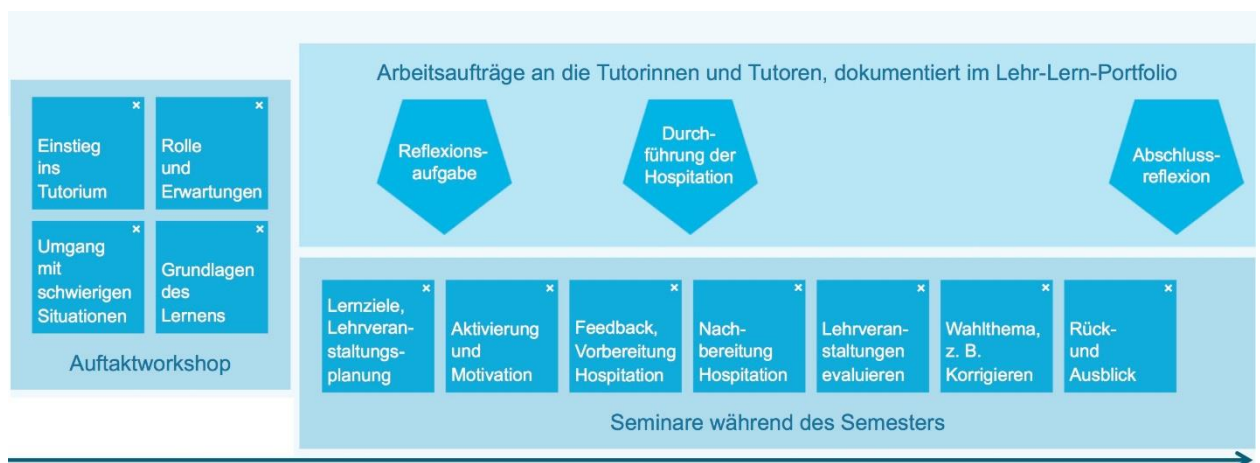 Arbeitsaufträge an die Tutorinnen und Tutoren, dokumentiert im Lehr-Lern-Portfolio
Einstieg
ins
Tutorium
Rolle
und
Erwartungen
Umgang
mit
schwierigen
Situationen
Grundlagen
des
Lernens
Auftaktworkshop
Reflexions-
aufgabe
Durch-
führung der
Hospitation
Abschluss-
reflexion
Lernziele,
Lehrveran-
staltungs-
planung
Aktivierung
und
Motivation
Feedback,
Vorbereitung
Hospitation
Nach-
bereitung
Hospitation
Lehrveran-
staltungen
evaluieren
Wahlthema,
z. B.
Korrigieren
Rück-
und
Ausblick
Seminare während des Semesters